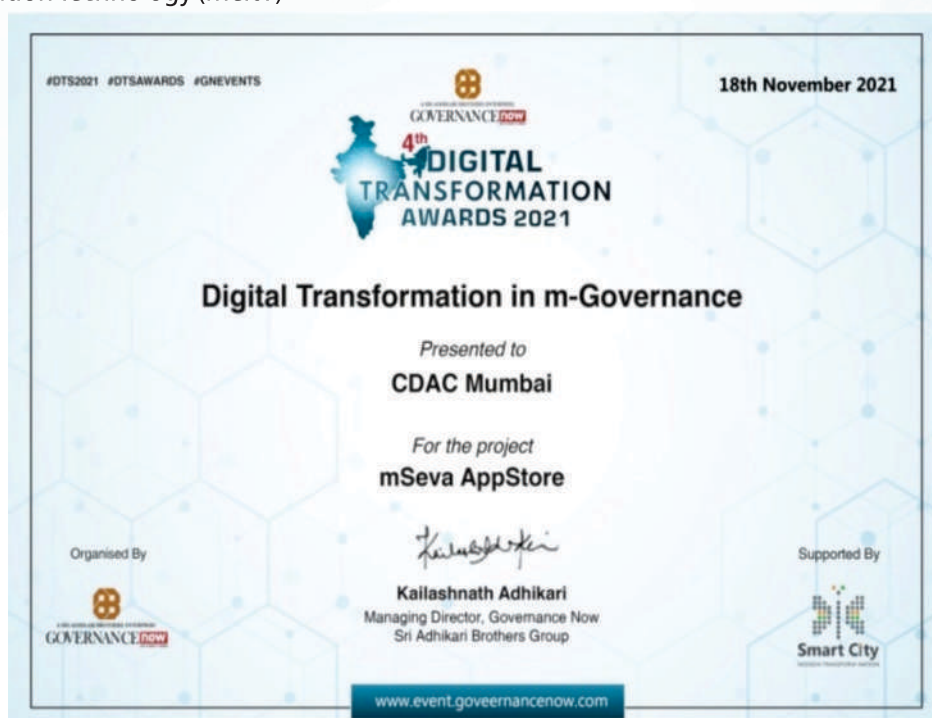 #DTS2021 #DTSAWARDS #GNEVENTS
18th November 2021
GOVERNANCE now
4th DIGITAL
TRANSFORMATION
AWARDS 2021
Digital Transformation in m-Governance
Presented to
CDAC Mumbai
For the project
mSeva AppStore
Kailashnath Adhikari
Managing Director, Governance Now
Sri Adhikari Brothers Group
Organised By
GOVERNANCE now
Supported By
Smart City
www.event.goveernancenow.com